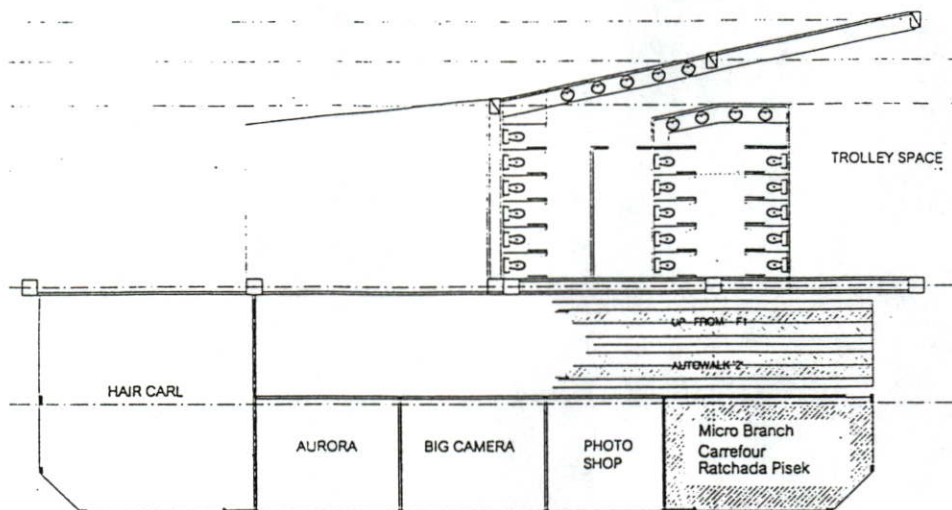 TROLLEY SPACE
UP FROM F1
AUTOWALK '2'
HAIR CARL
AURORA
BIG CAMERA
PHOTO
SHOP
Micro Branch
Carrefour
Ratchada Pisek